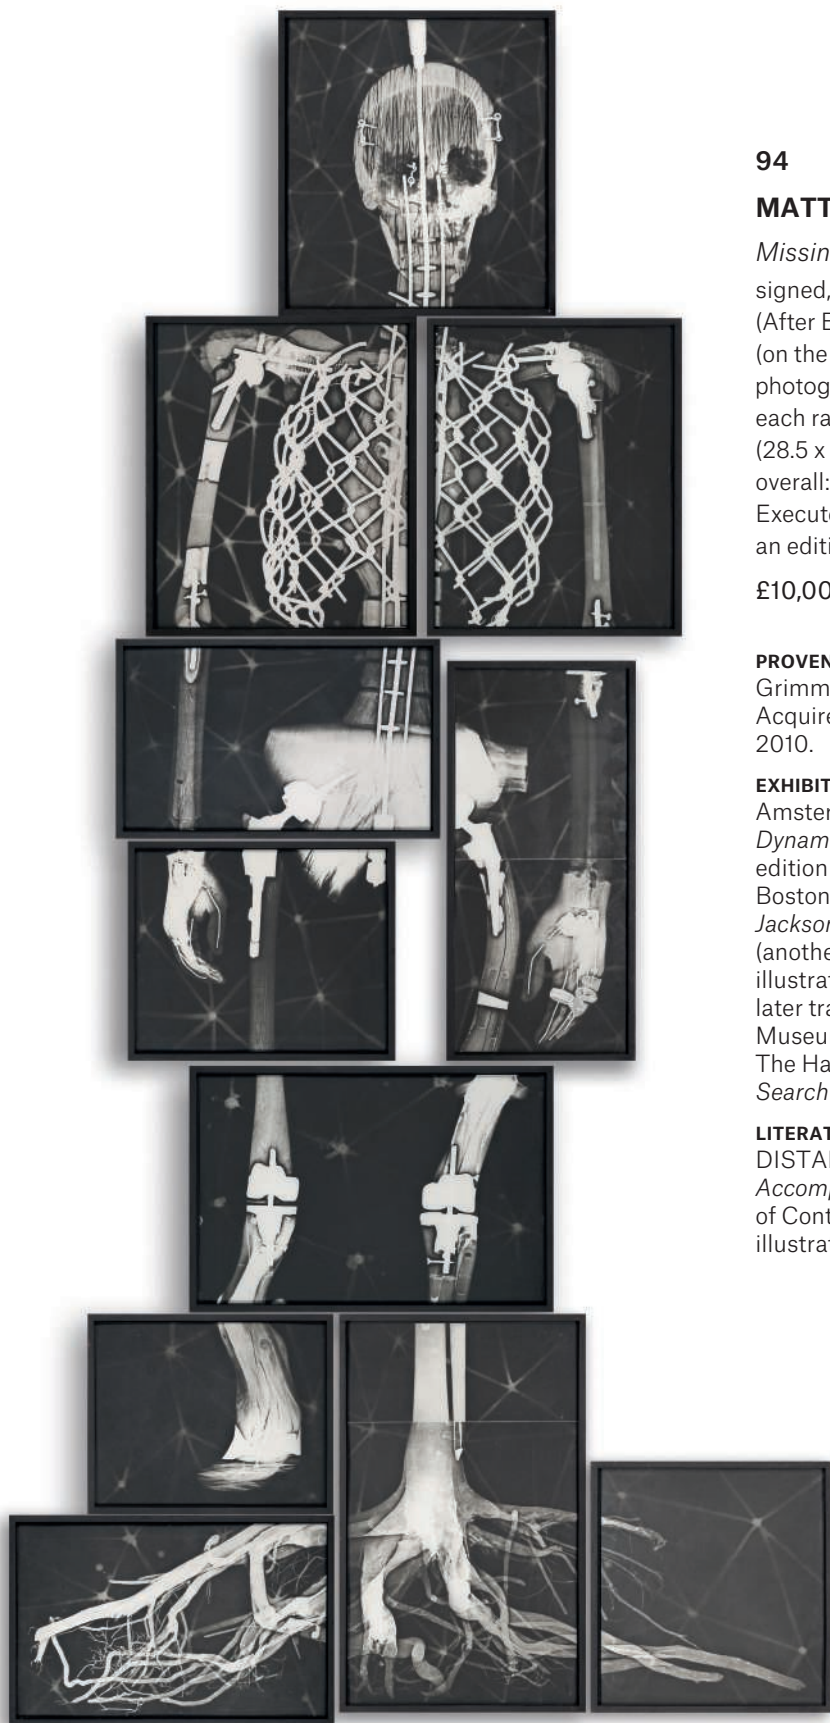 94
MATT
Missin
signed,
(After E
(on the
photog
each ra
(28.5 x
overall:
Execute
an editi
£10,00
PROVEN
Grimm
Acquire
2010.
EXHIBIT
Amster
Dynam
edition
Boston
Jackson
(anothe
illustrat
later tra
Museu
The Ha
Search
LITERAT
DISTAN
Accomp
of Cont
illustrat